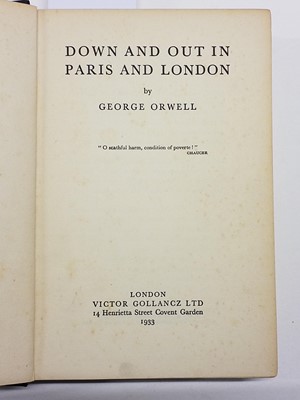 DOWN AND OUT IN
PARIS AND LONDON
by
GEORGE ORWELL
"O scathful harm, condition of poverte!"
CHAUCER
LONDON
VICTOR GOLLANCZ LTD
14 Henrietta Street Covent Garden
1933